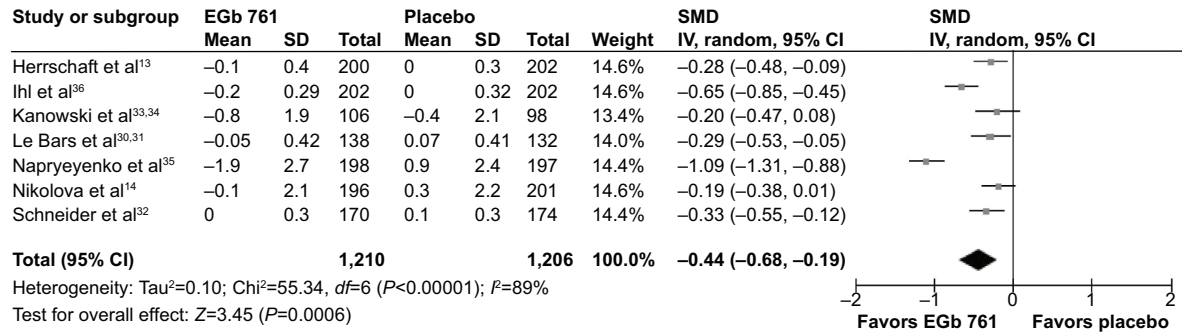 Study or subgroup EGb 761 Placebo SMD SMD
Mean SD Total Mean SD Total Weight IV, random, 95% CI IV, random, 95% CI
Herrschaft et al¹³ –0.1 0.4 200 0 0.3 202 14.6% –0.28 (–0.48, –0.09)
Ihl et al³⁶ –0.2 0.29 202 0 0.32 202 14.6% –0.65 (–0.85, –0.45)
Kanowski et al³³,³⁴ –0.8 1.9 106 –0.4 2.1 98 13.4% –0.20 (–0.47, 0.08)
Le Bars et al³⁰,³¹ –0.05 0.42 138 0.07 0.41 132 14.0% –0.29 (–0.53, –0.05)
Napryeyenko et al³⁵ –1.9 2.7 198 0.9 2.4 197 14.4% –1.09 (–1.31, –0.88)
Nikolova et al¹⁴ –0.1 2.1 196 0.3 2.2 201 14.6% –0.19 (–0.38, 0.01)
Schneider et al³² 0 0.3 170 0.1 0.3 174 14.4% –0.33 (–0.55, –0.12)
Total (95% CI) 1,210 1,206 100.0% –0.44 (–0.68, –0.19)
Heterogeneity: Tau²=0.10; Chi²=55.34, df=6 (P<0.00001); I²=89%
Test for overall effect: Z=3.45 (P=0.0006)
–2 –1 0 1 2
Favors EGb 761 Favors placebo